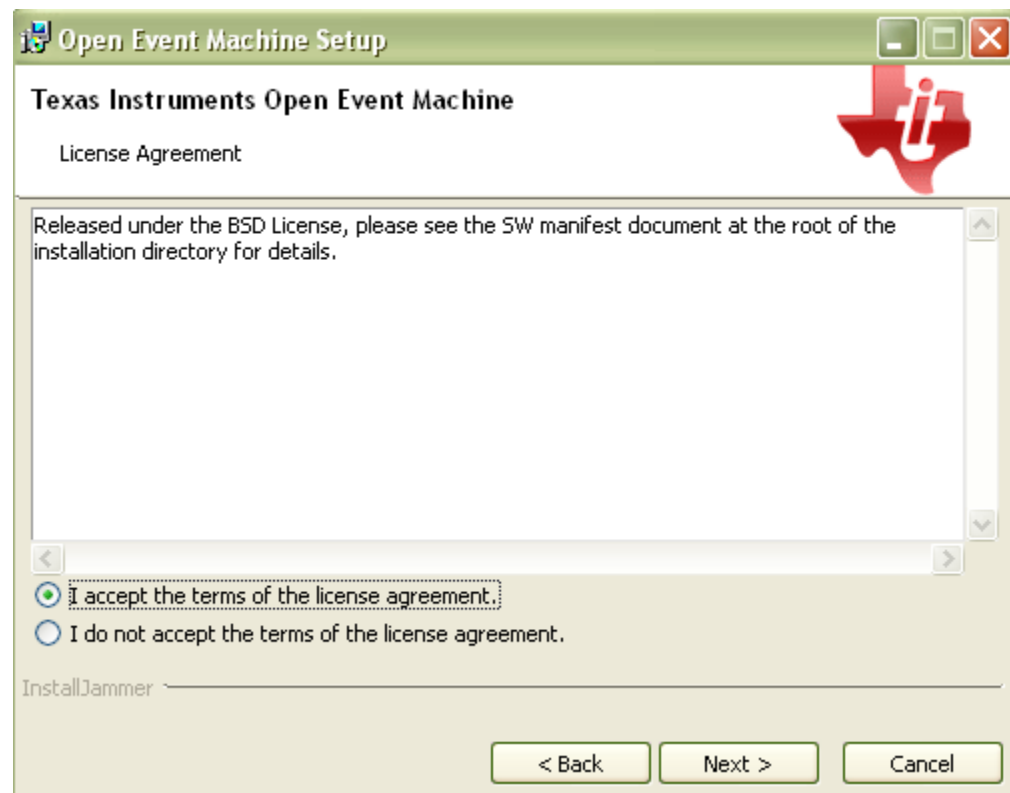 Open Event Machine Setup
Texas Instruments Open Event Machine
License Agreement
Released under the BSD License, please see the SW manifest document at the root of the
installation directory for details.
I accept the terms of the license agreement.
I do not accept the terms of the license agreement.
InstallJammer
< Back Next > Cancel